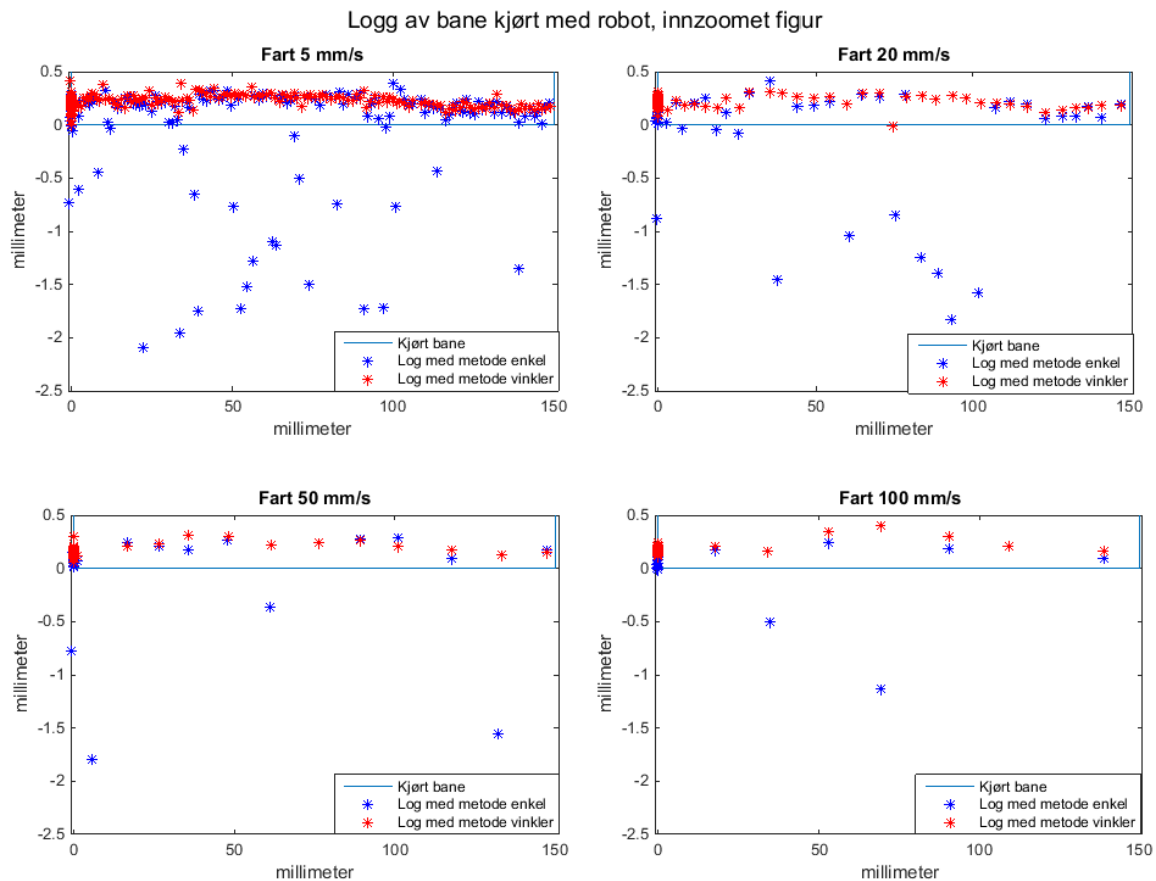 Logg av bane kjørt med robot, innzoomet figur
Fart 5 mm/s
0.5
0
-0.5
-1
-1.5
-2
-2.5
millimeter
Kjørt bane
Log med metode enkel
Log med metode vinkler
0 50 100 150
millimeter
Fart 20 mm/s
0.5
0
-0.5
-1
-1.5
-2
-2.5
millimeter
Kjørt bane
Log med metode enkel
Log med metode vinkler
0 50 100 150
millimeter
Fart 50 mm/s
0.5
0
-0.5
-1
-1.5
-2
-2.5
millimeter
Kjørt bane
Log med metode enkel
Log med metode vinkler
0 50 100 150
millimeter
Fart 100 mm/s
0.5
0
-0.5
-1
-1.5
-2
-2.5
millimeter
Kjørt bane
Log med metode enkel
Log med metode vinkler
0 50 100 150
millimeter